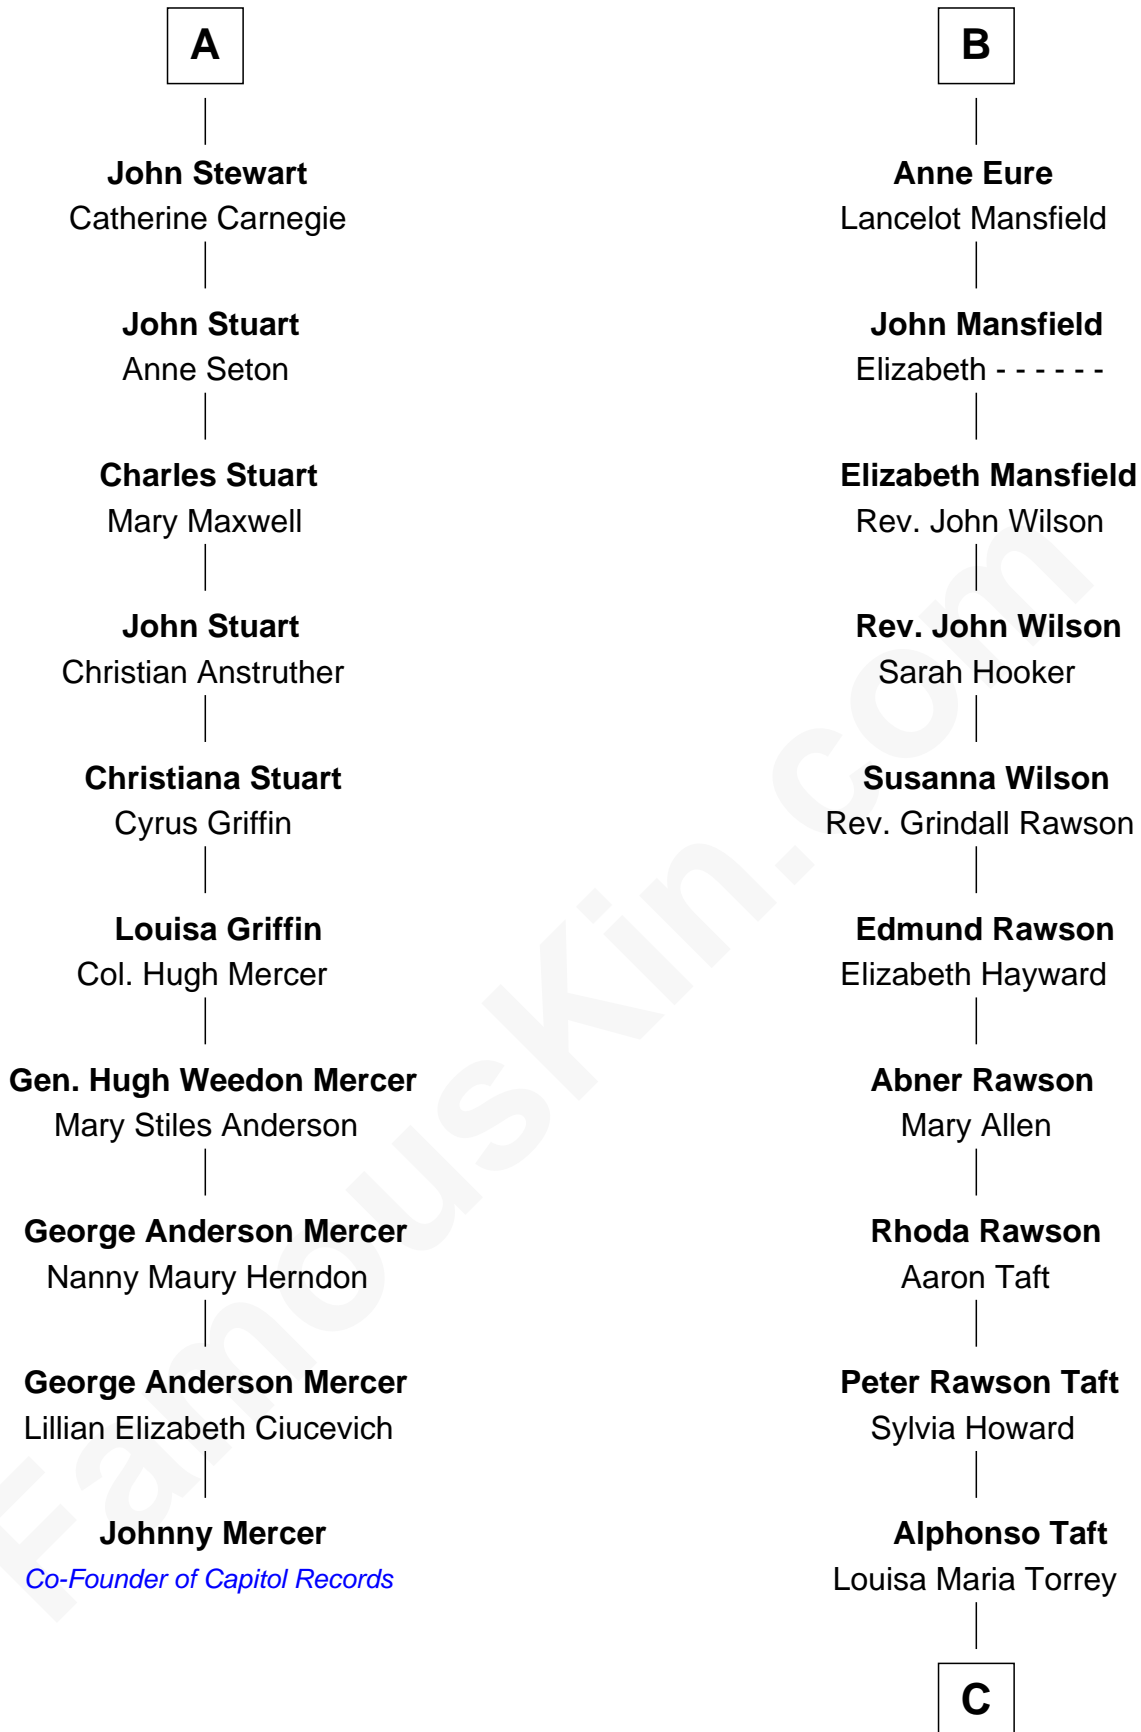 A
John Stewart
Catherine Carnegie
John Stuart
Anne Seton
Charles Stuart
Mary Maxwell
John Stuart
Christian Anstruther
Christiana Stuart
Cyrus Griffin
Louisa Griffin
Col. Hugh Mercer
Gen. Hugh Weedon Mercer
Mary Stiles Anderson
George Anderson Mercer
Nanny Maury Herndon
George Anderson Mercer
Lillian Elizabeth Ciucevich
Johnny Mercer
Co-Founder of Capitol Records
B
Anne Eure
Lancelot Mansfield
John Mansfield
Elizabeth - - - - - -
Elizabeth Mansfield
Rev. John Wilson
Rev. John Wilson
Sarah Hooker
Susanna Wilson
Rev. Grindall Rawson
Edmund Rawson
Elizabeth Hayward
Abner Rawson
Mary Allen
Rhoda Rawson
Aaron Taft
Peter Rawson Taft
Sylvia Howard
Alphonso Taft
Louisa Maria Torrey
C
FamousKin.com